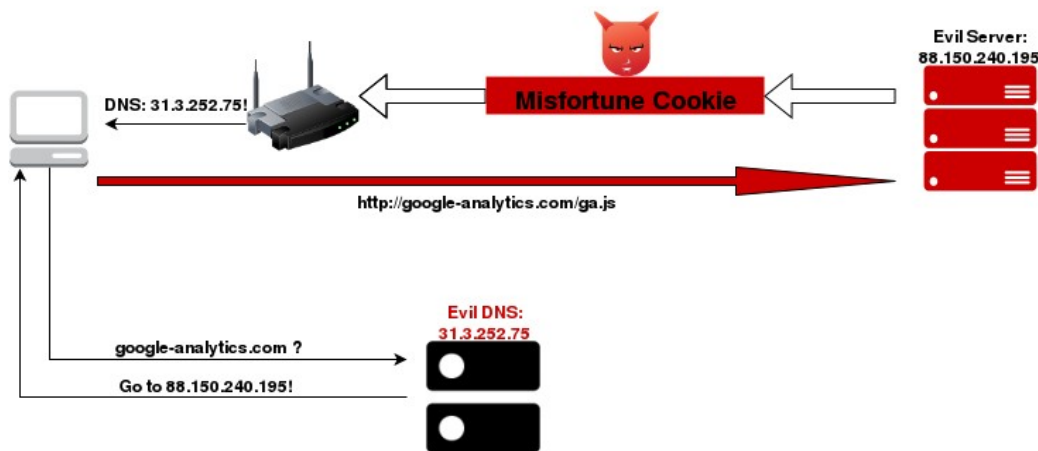 Evil Server:
88.150.240.195
Misfortune Cookie
DNS: 31.3.252.75!
http://google-analytics.com/ga.js
Evil DNS:
31.3.252.75
google-analytics.com ?
Go to 88.150.240.195!